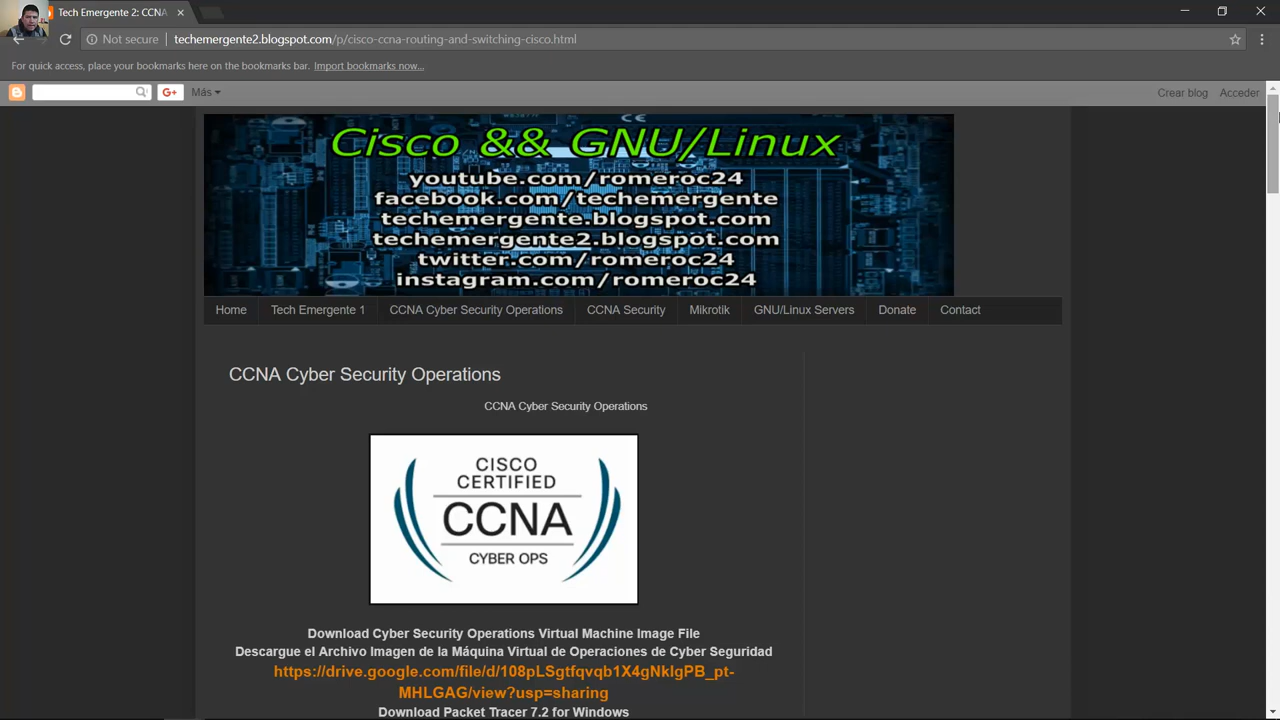 Tech Emergente 2: CCNA
Not secure techemergente2.blogspot.com/p/cisco-ccna-routing-and-switching-cisco.html
For quick access, place your bookmarks here on the bookmarks bar. Import bookmarks now...
G+ Más Crear blog Acceder
Cisco && GNU/Linux
youtube.com/romeroc24
facebook.com/techemergente
techemergente.blogspot.com
techemergente2.blogspot.com
twitter.com/romeroc24
instagram.com/romeroc24
Home Tech Emergente 1 CCNA Cyber Security Operations CCNA Security Mikrotik GNU/Linux Servers Donate Contact
CCNA Cyber Security Operations
CCNA Cyber Security Operations
CISCO
CERTIFIED
CCNA
CYBER OPS
Download Cyber Security Operations Virtual Machine Image File
Descargue el Archivo Imagen de la Máquina Virtual de Operaciones de Cyber Seguridad
https://drive.google.com/file/d/108pLSgtfqvqb1X4gNkIgPB_pt-
MHLGAG/view?usp=sharing
Download Packet Tracer 7.2 for Windows